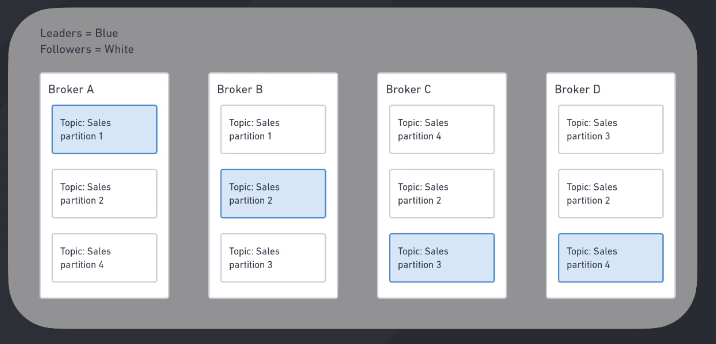 Leaders = Blue
Followers = White
Broker A
Topic: Sales
partition 1
Topic: Sales
partition 2
Topic: Sales
partition 4
Broker B
Topic: Sales
partition 1
Topic: Sales
partition 2
Topic: Sales
partition 3
Broker C
Topic: Sales
partition 4
Topic: Sales
partition 2
Topic: Sales
partition 3
Broker D
Topic: Sales
partition 3
Topic: Sales
partition 2
Topic: Sales
partition 4